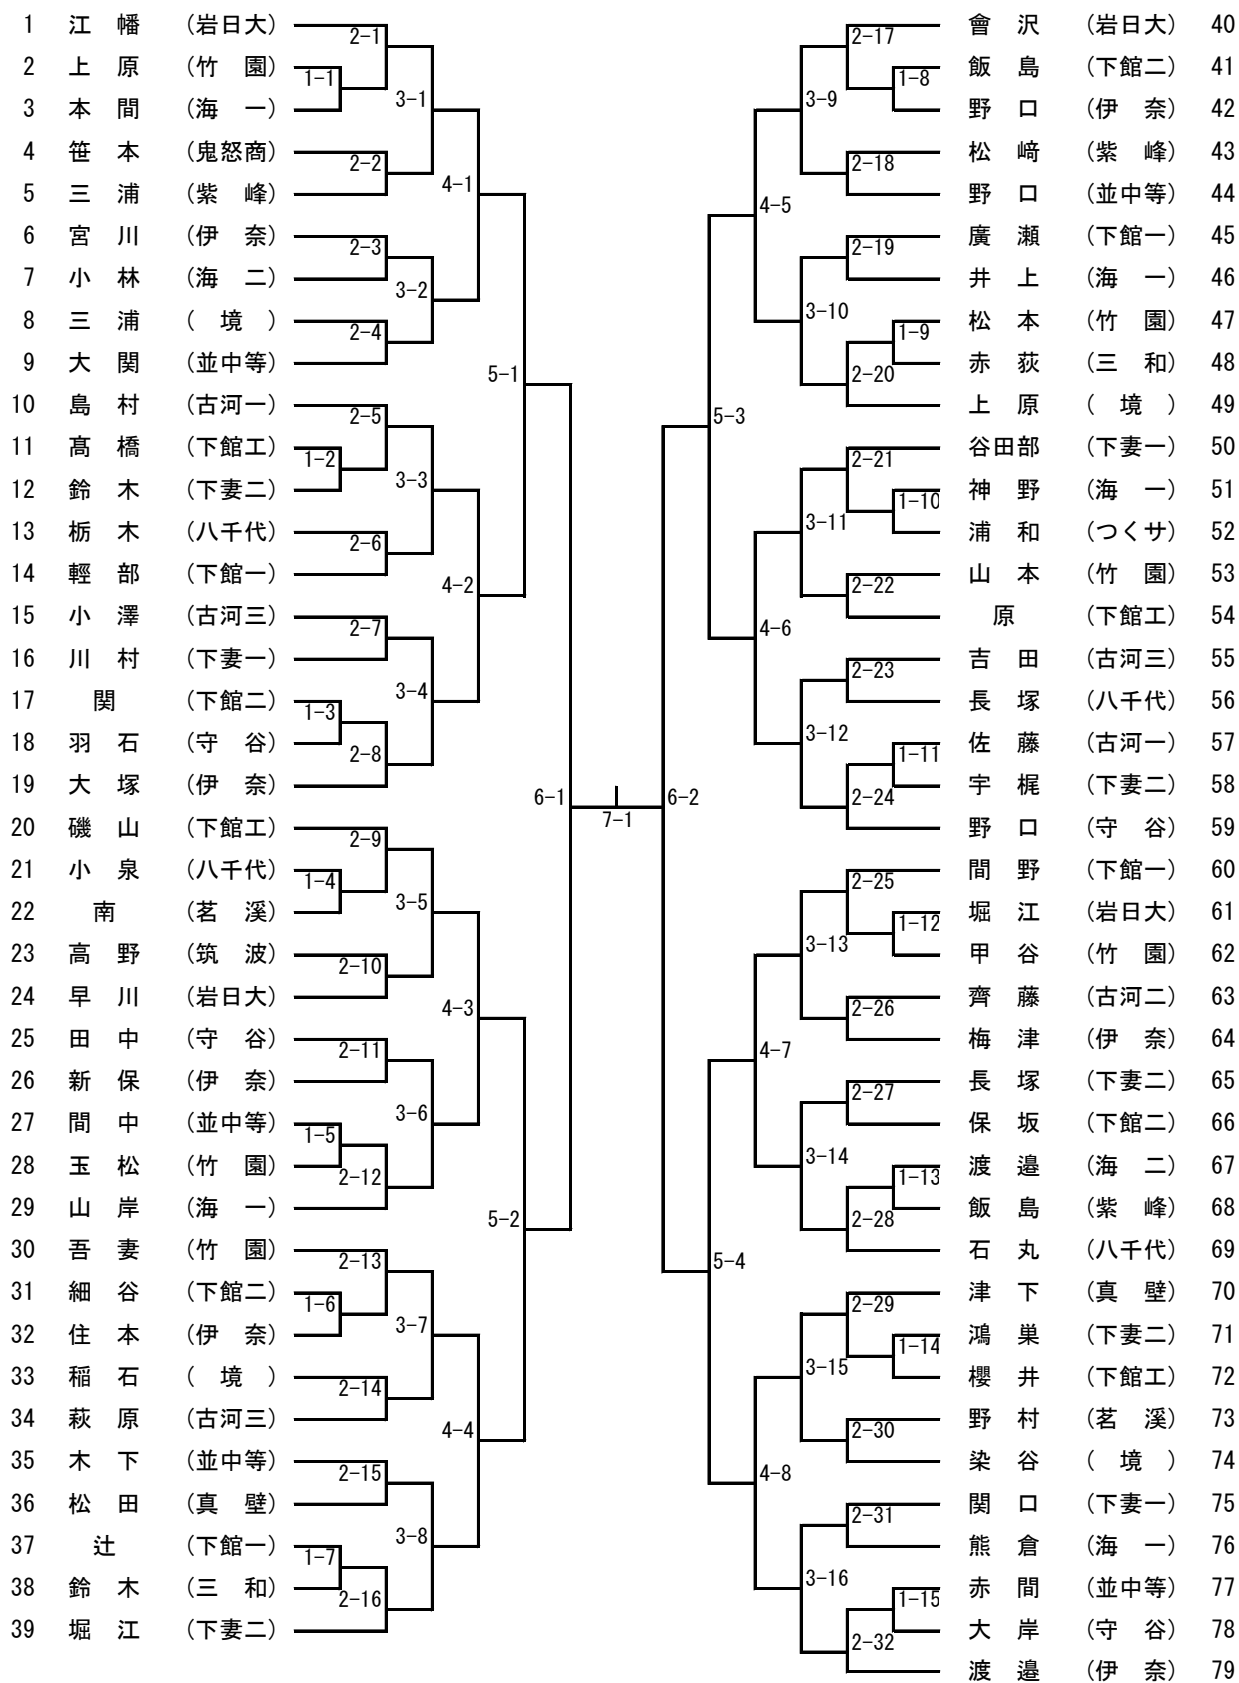 1 江 幡 （岩日大）
2 上 原 （竹 園）
3 本 間 （海 一）
4 笹 本 （鬼怒商）
5 三 浦 （紫 峰）
6 宮 川 （伊 奈）
7 小 林 （海 二）
8 三 浦 （ 境 ）
9 大 関 （並中等）
10 島 村 （古河一）
11 髙 橋 （下館工）
12 鈴 木 （下妻二）
13 栃 木 （八千代）
14 輕 部 （下館一）
15 小 澤 （古河三）
16 川 村 （下妻一）
17 関 （下館二）
18 羽 石 （守 谷）
19 大 塚 （伊 奈）
20 磯 山 （下館工）
21 小 泉 （八千代）
22 南 （茗 溪）
23 高 野 （筑 波）
24 早 川 （岩日大）
25 田 中 （守 谷）
26 新 保 （伊 奈）
27 間 中 （並中等）
28 玉 松 （竹 園）
29 山 岸 （海 一）
30 吾 妻 （竹 園）
31 細 谷 （下館二）
32 住 本 （伊 奈）
33 稲 石 （ 境 ）
34 萩 原 （古河三）
35 木 下 （並中等）
36 松 田 （真 壁）
37 辻 （下館一）
38 鈴 木 （三 和）
39 堀 江 （下妻二）
1-1
1-2
1-3
1-4
1-5
1-6
1-7
2-1
2-2
2-3
2-4
2-5
2-6
2-7
2-8
2-9
2-10
2-11
2-12
2-13
2-14
2-15
2-16
3-1
3-2
3-3
3-4
3-5
3-6
3-7
3-8
4-1
4-2
4-3
4-4
5-1
5-2
6-1
7-1
6-2
5-3
5-4
4-5
4-6
4-7
4-8
3-9
3-10
3-11
3-12
3-13
3-14
3-15
3-16
2-17
2-18
2-19
2-20
2-21
2-22
2-23
2-24
2-25
2-26
2-27
2-28
2-29
2-30
2-31
2-32
1-8
1-9
1-10
1-11
1-12
1-13
1-14
1-15
會 沢 （岩日大） 40
飯 島 （下館二） 41
野 口 （伊 奈） 42
松 﨑 （紫 峰） 43
野 口 （並中等） 44
廣 瀬 （下館一） 45
井 上 （海 一） 46
松 本 （竹 園） 47
赤 荻 （三 和） 48
上 原 （ 境 ） 49
谷田部 （下妻一） 50
神 野 （海 一） 51
浦 和 （つくサ） 52
山 本 （竹 園） 53
原 （下館工） 54
吉 田 （古河三） 55
長 塚 （八千代） 56
佐 藤 （古河一） 57
宇 梶 （下妻二） 58
野 口 （守 谷） 59
間 野 （下館一） 60
堀 江 （岩日大） 61
甲 谷 （竹 園） 62
齊 藤 （古河二） 63
梅 津 （伊 奈） 64
長 塚 （下妻二） 65
保 坂 （下館二） 66
渡 邉 （海 二） 67
飯 島 （紫 峰） 68
石 丸 （八千代） 69
津 下 （真 壁） 70
鴻 巣 （下妻二） 71
櫻 井 （下館工） 72
野 村 （茗 溪） 73
染 谷 （ 境 ） 74
関 口 （下妻一） 75
熊 倉 （海 一） 76
赤 間 （並中等） 77
大 岸 （守 谷） 78
渡 邉 （伊 奈） 79